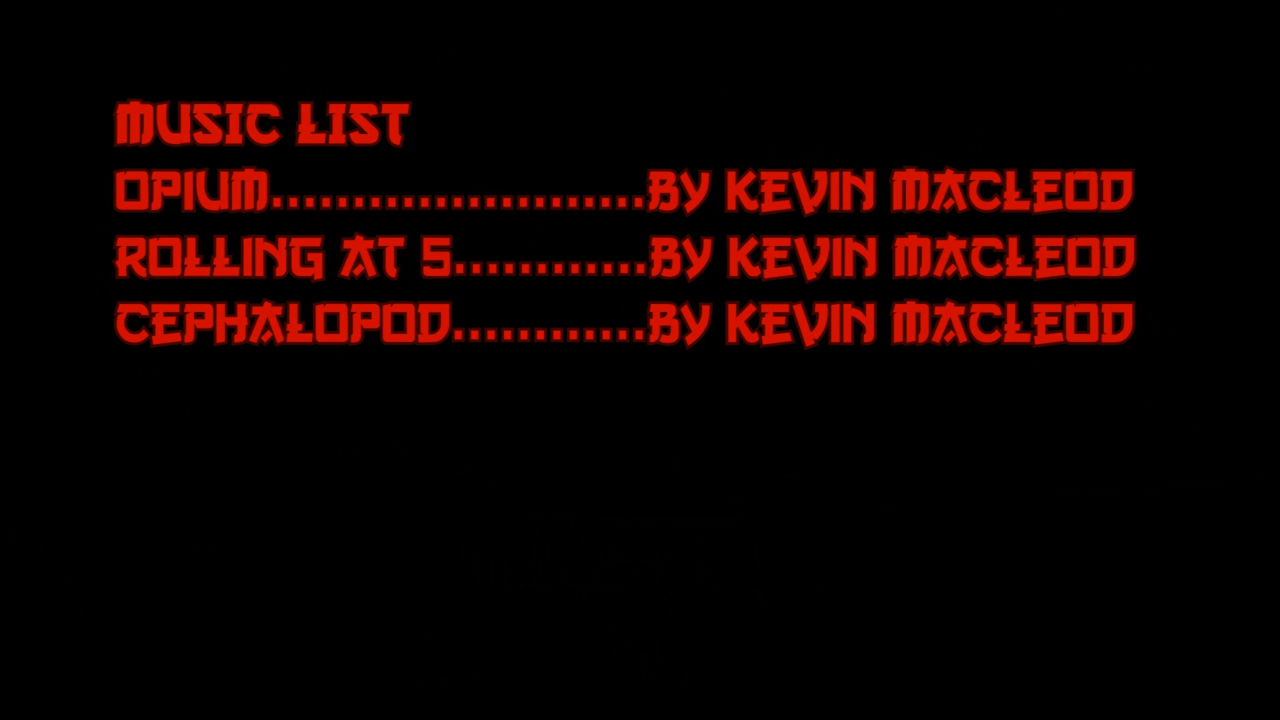 MUSIC LIST
OPIUM.......................BY KEVIN MACLEOD
ROLLING AT 5............BY KEVIN MACLEOD
CEPHALOPOD............BY KEVIN MACLEOD